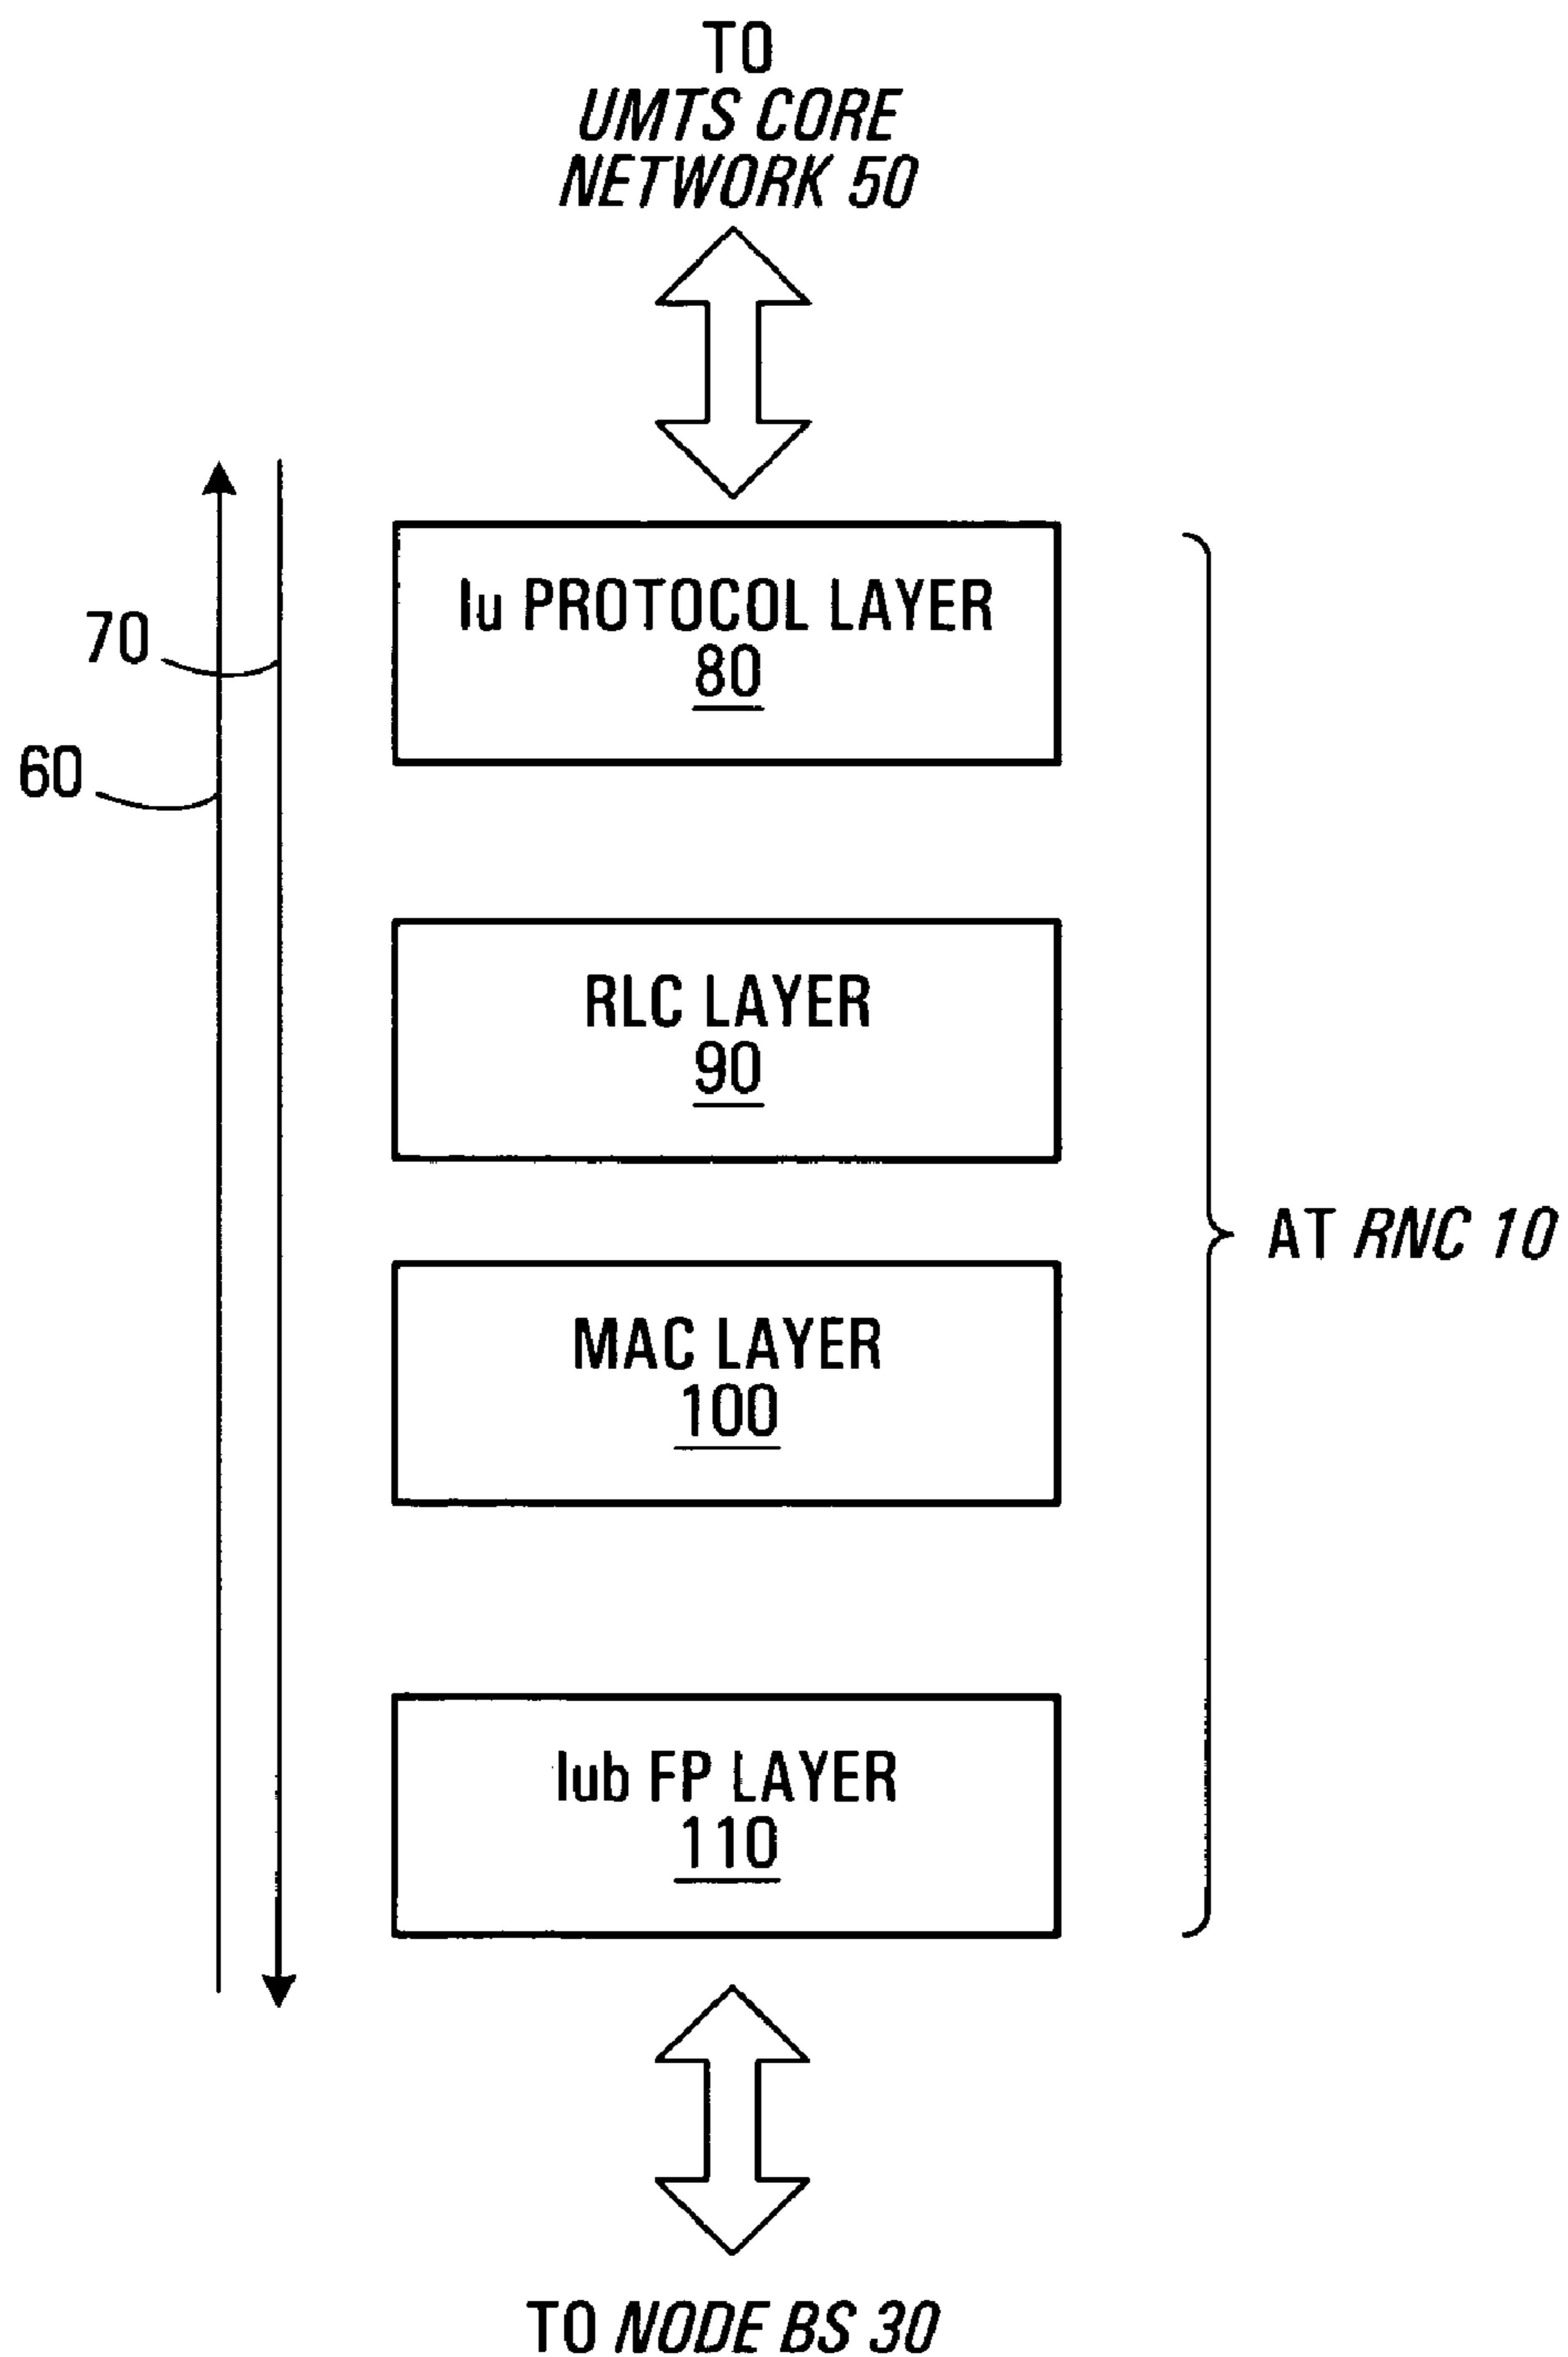 TO
UMTS CORE
NETWORK 50
Iu PROTOCOL LAYER
80
70
60
RLC LAYER
90
AT RNC 10
MAC LAYER
100
Iub FP LAYER
110
TO NODE BS 30